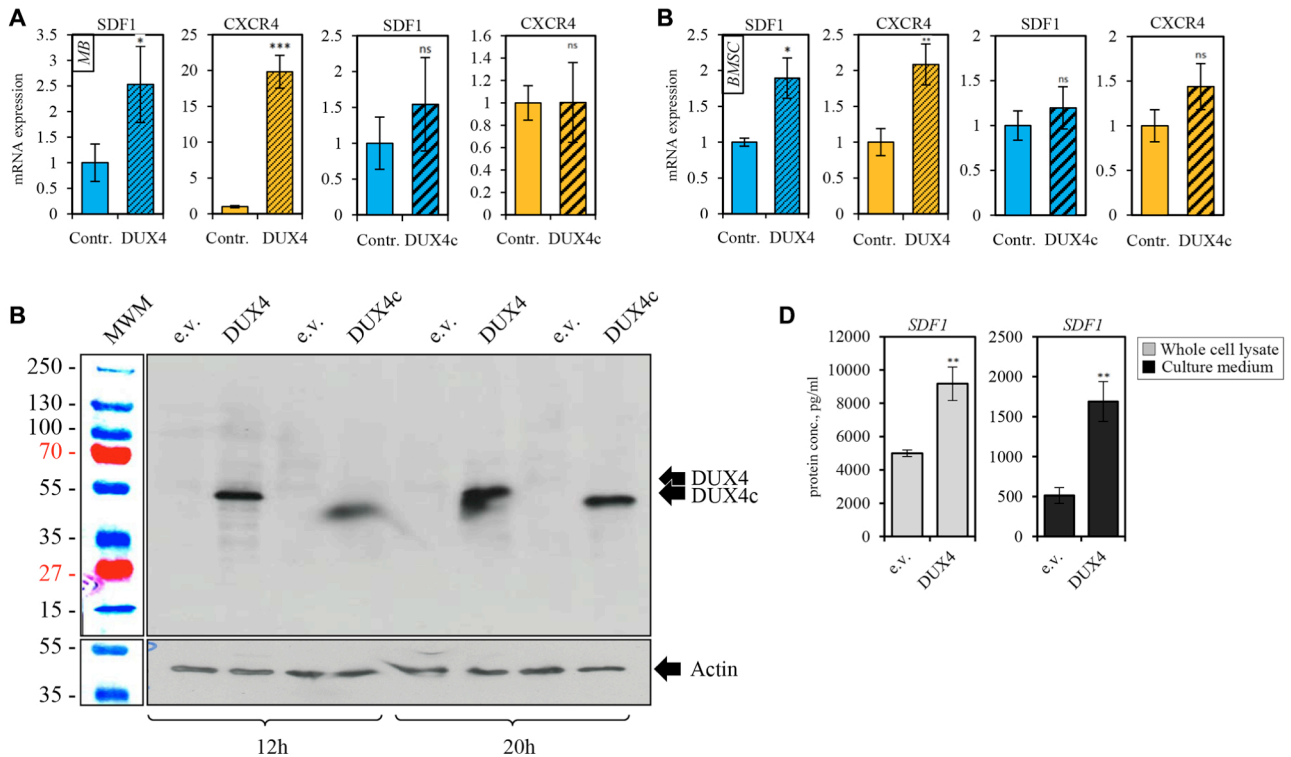 A
SDF1
CXCR4
SDF1
CXCR4
mRNA expression
MB
3.5
3
2.5
2
1.5
1
0.5
0
*
Contr. DUX4
25
20
15
10
5
0
***
Contr. DUX4
2.5
2
1.5
1
0.5
0
ns
Contr. DUX4c
1.6
1.4
1.2
1
0.8
0.6
0.4
0.2
0
ns
Contr. DUX4c
B
SDF1
CXCR4
SDF1
CXCR4
mRNA expression
BMSC
2.5
2
1.5
1
0.5
0
*
Contr. DUX4
2.5
2
1.5
1
0.5
0
**
Contr. DUX4
2
1.5
1
0.5
0
ns
Contr. DUX4c
2
1.5
1
0.5
0
ns
Contr. DUX4c
B
MWM
e.v.
DUX4
e.v.
DUX4c
e.v.
DUX4
e.v.
DUX4c
250 -
130 -
100 -
70 -
55 -
35 -
27 -
15 -
55 -
35 -
DUX4
DUX4c
Actin
12h
20h
D
SDF1
SDF1
protein conc., pg/ml
12000
10000
8000
6000
4000
2000
0
**
e.v.
DUX4
2500
2000
1500
1000
500
0
**
e.v.
DUX4
Whole cell lysate
Culture medium